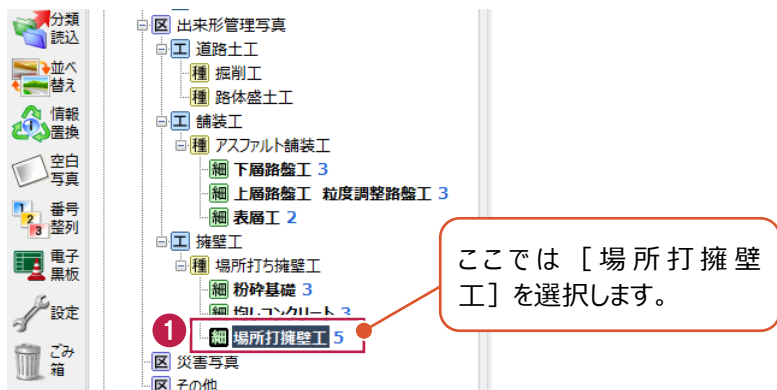 分類
読込
並べ
替え
情報
置換
空白
写真
番号
整列
電子
黒板
設定
ごみ
箱
区 出来形管理写真
工 道路土工
種 掘削工
種 路体盛土工
工 舗装工
種 アスファルト舗装工
細 下層路盤工 3
細 上層路盤工 粒度調整路盤工 3
細 表層工 2
工 擁壁工
種 場所打ち擁壁工
細 粉砕基礎 3
細 均しコンクリート 3
1 細 場所打擁壁工 5
区 災害写真
区 その他
ここでは［場所打擁壁
工］を選択します。